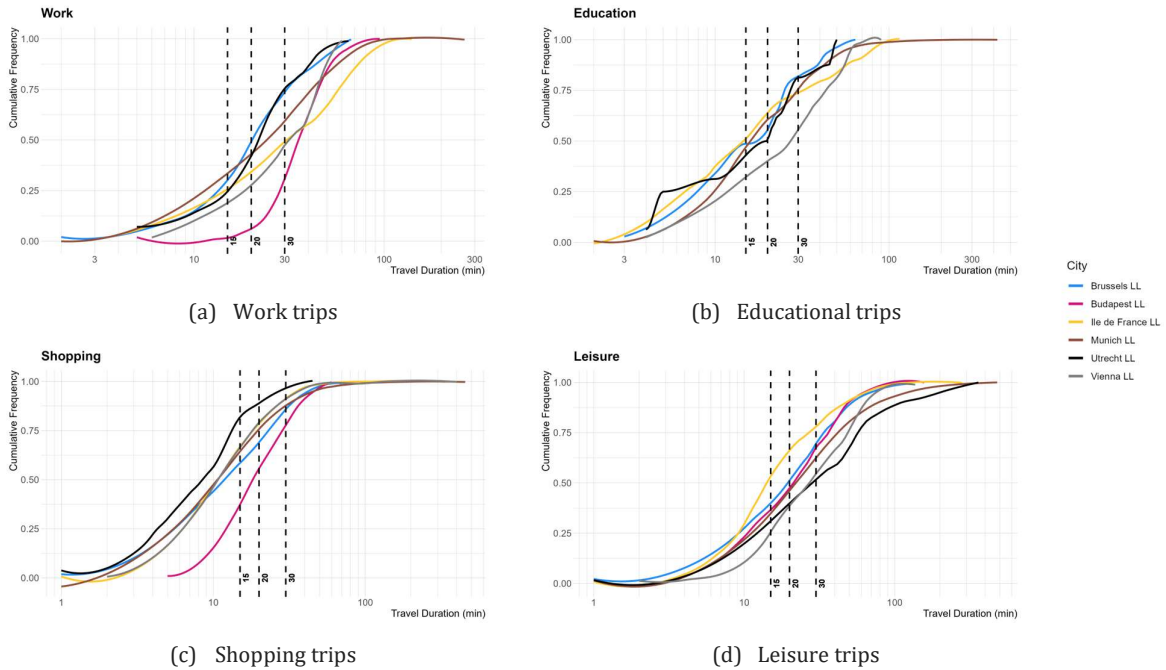 Work
Cumulative Frequency
1.00
0.75
0.50
0.25
0.00
15
20
30
3
10
30
100
300
Travel Duration (min)
(a) Work trips
Education
Cumulative Frequency
1.00
0.75
0.50
0.25
0.00
15
20
30
3
10
30
100
300
Travel Duration (min)
(b) Educational trips
City
Brussels LL
Budapest LL
Ile de France LL
Munich LL
Utrecht LL
Vienna LL
Shopping
Cumulative Frequency
1.00
0.75
0.50
0.25
0.00
15
20
30
1
10
100
Travel Duration (min)
(c) Shopping trips
Leisure
Cumulative Frequency
1.00
0.75
0.50
0.25
0.00
15
20
30
1
10
100
Travel Duration (min)
(d) Leisure trips